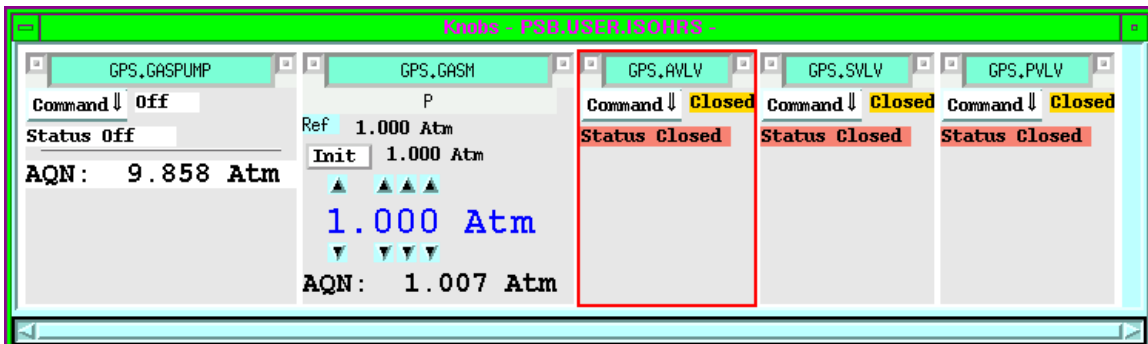 Knobs - PSB.USER.ISOHRS -
GPS.GASPUMP
Command⇓ Off
Status Off
AQN: 9.858 Atm
GPS.GASM
P
Ref 1.000 Atm
Init 1.000 Atm
1.000 Atm
AQN: 1.007 Atm
GPS.AVLV
Command⇓ Closed
Status Closed
GPS.SVLV
Command⇓ Closed
Status Closed
GPS.PVLV
Command⇓ Closed
Status Closed